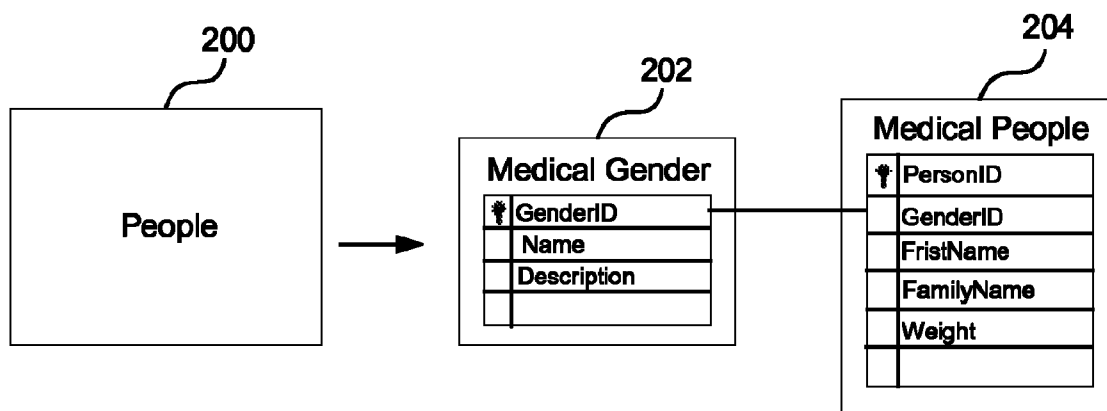 200
People
202
Medical Gender
GenderID
Name
Description
204
Medical People
PersonID
GenderID
FristName
FamilyName
Weight